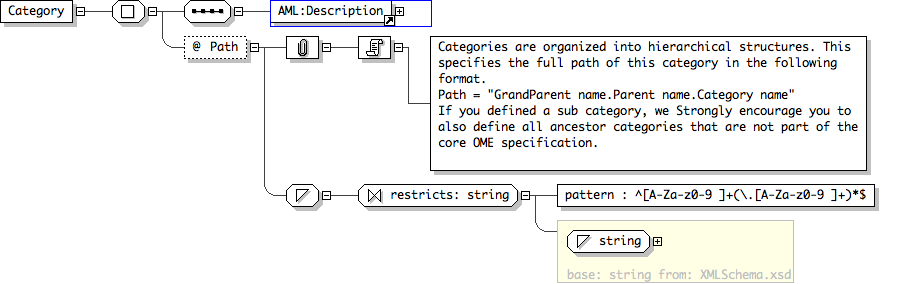 Category
AML:Description
@ Path
Categories are organized into hierarchical structures. This
specifies the full path of this category in the following
format.
Path = "GrandParent name.Parent name.Category name"
If you defined a sub category, we Strongly encourage you to
also define all ancestor categories that are not part of the
core OME specification.
restricts: string
pattern : ^[A-Za-z0-9 ]+(\.[A-Za-z0-9 ]+)*$
string
base: string from: XMLSchema.xsd